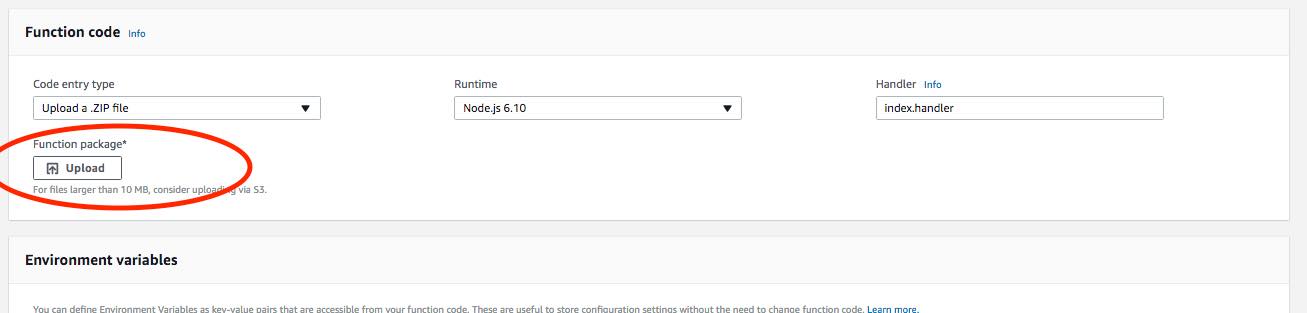 Function code Info
Code entry type
Upload a .ZIP file
Runtime
Node.js 6.10
Handler Info
index.handler
Function package*
Upload
For files larger than 10 MB, consider uploading via S3.
Environment variables
You can define Environment Variables as key-value pairs that are accessible from your function code. These are useful to store configuration settings without the need to change function code. Learn more.